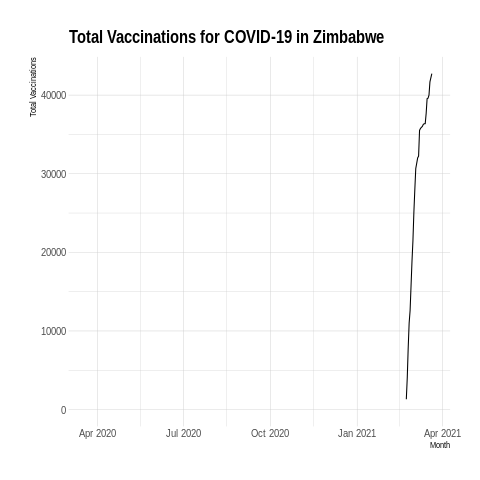 Total Vaccinations for COVID-19 in Zimbabwe
Total Vaccinations
40000
30000
20000
10000
0
Apr 2020 Jul 2020 Oct 2020 Jan 2021 Apr 2021
Month